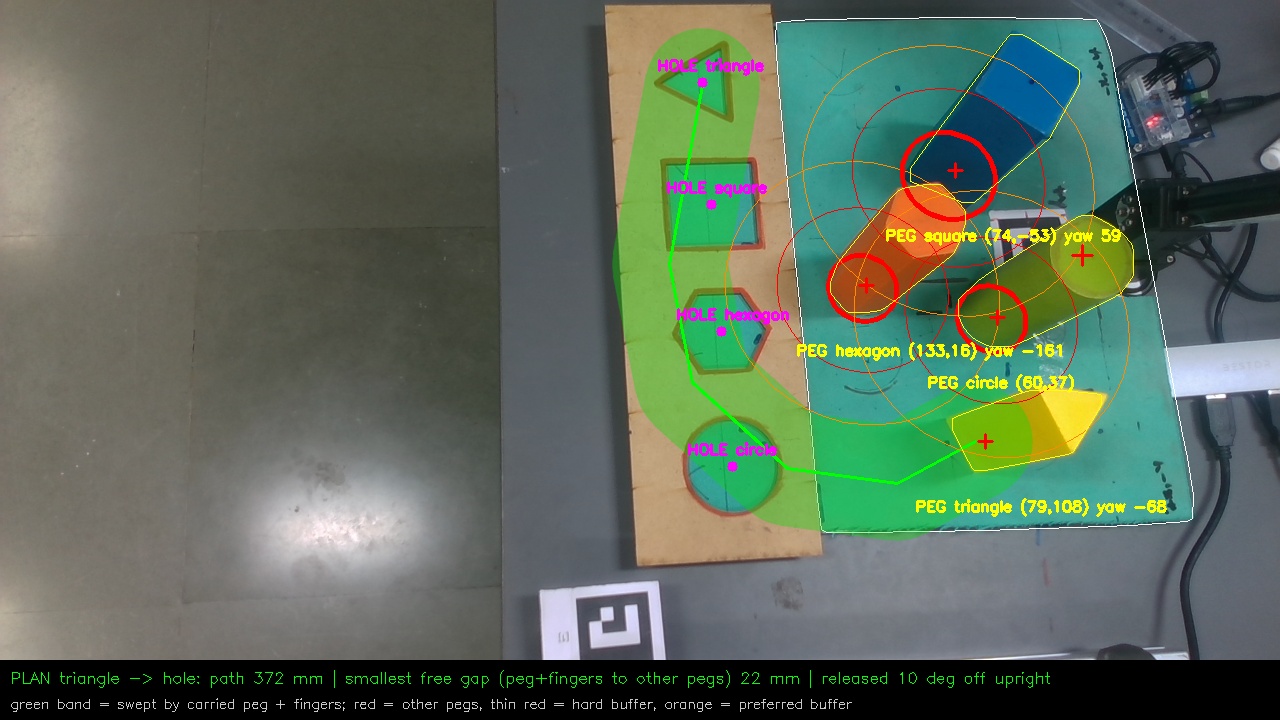 HOLE triangle
HOLE square
PEG square (74,-53) yaw 59
HOLE hexagon
PEG hexagon (133,16) yaw -161
PEG circle (60,37)
HOLE circle
PEG triangle (79,108) yaw -68
PLAN triangle -> hole: path 372 mm | smallest free gap (peg+fingers to other pegs) 22 mm | released 10 deg off upright
green band = swept by carried peg + fingers; red = other pegs, thin red = hard buffer, orange = preferred buffer